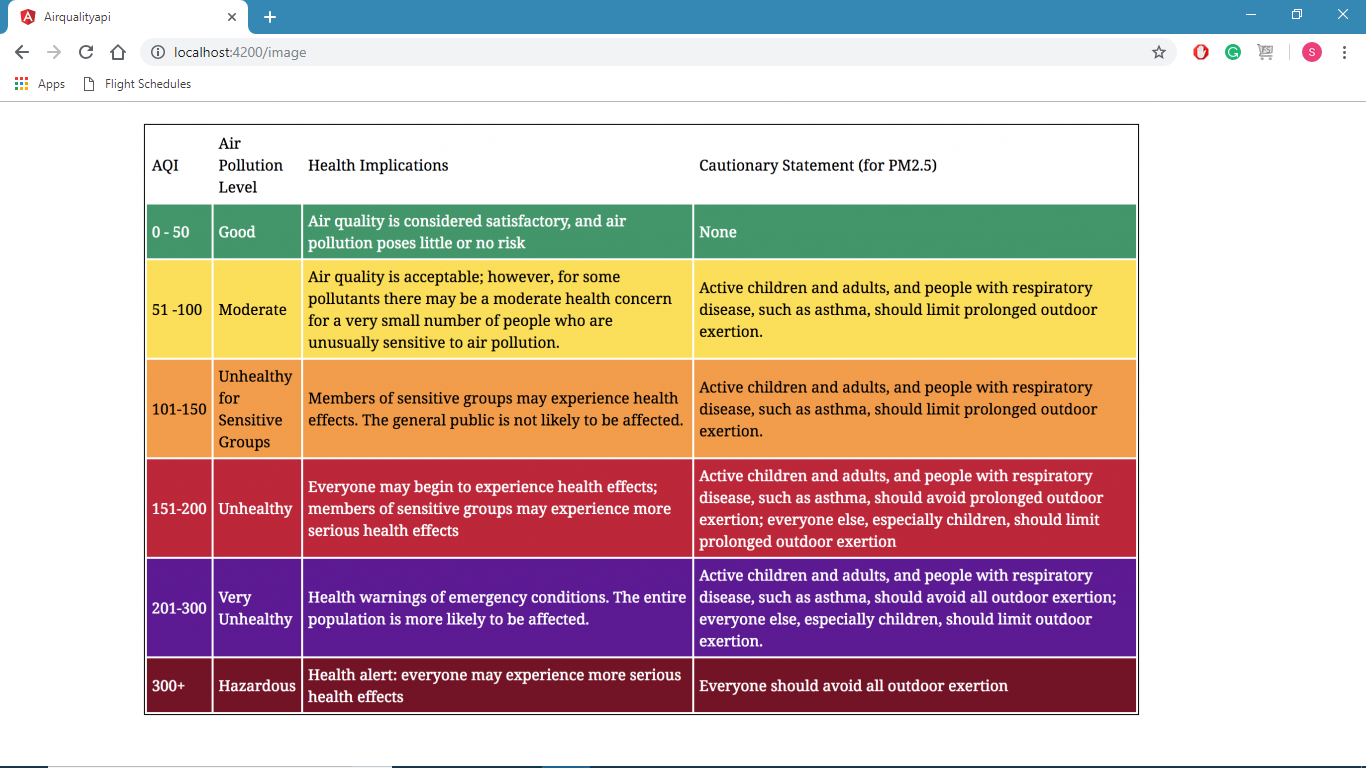 Airqualityapi
localhost:4200/image
S
Apps
Flight Schedules
AQI
Air
Pollution
Level
Health Implications
Cautionary Statement (for PM2.5)
0 - 50
Good
Air quality is considered satisfactory, and air
pollution poses little or no risk
None
51 -100
Moderate
Air quality is acceptable; however, for some
pollutants there may be a moderate health concern
for a very small number of people who are
unusually sensitive to air pollution.
Active children and adults, and people with respiratory
disease, such as asthma, should limit prolonged outdoor
exertion.
101-150
Unhealthy
for
Sensitive
Groups
Members of sensitive groups may experience health
effects. The general public is not likely to be affected.
Active children and adults, and people with respiratory
disease, such as asthma, should limit prolonged outdoor
exertion.
151-200
Unhealthy
Everyone may begin to experience health effects;
members of sensitive groups may experience more
serious health effects
Active children and adults, and people with respiratory
disease, such as asthma, should avoid prolonged outdoor
exertion; everyone else, especially children, should limit
prolonged outdoor exertion
201-300
Very
Unhealthy
Health warnings of emergency conditions. The entire
population is more likely to be affected.
Active children and adults, and people with respiratory
disease, such as asthma, should avoid all outdoor exertion;
everyone else, especially children, should limit outdoor
exertion.
300+
Hazardous
Health alert: everyone may experience more serious
health effects
Everyone should avoid all outdoor exertion